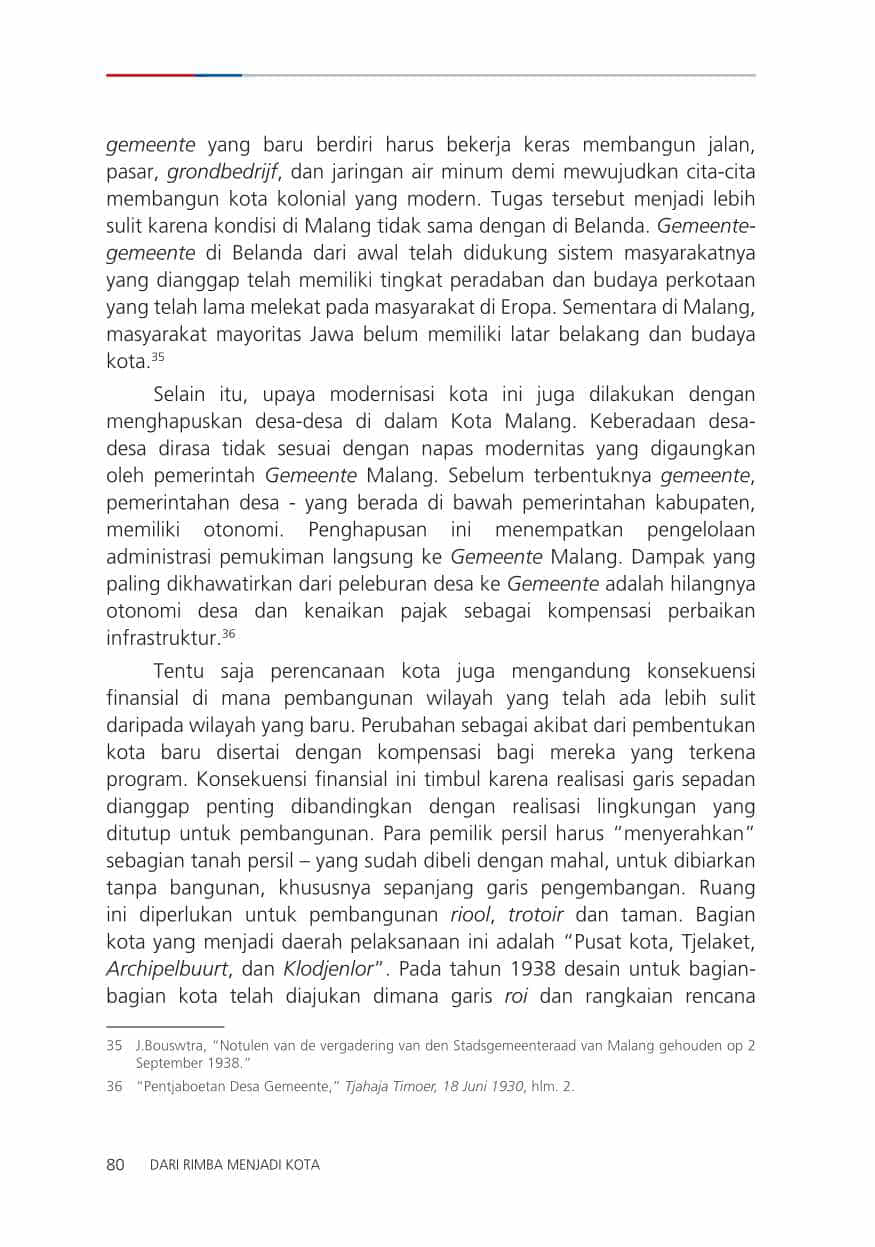 gemeente yang baru berdiri harus bekerja keras membangun jalan,
pasar, grondbedrijf, dan jaringan air minum demi mewujudkan cita-cita
membangun kota kolonial yang modern. Tugas tersebut menjadi lebih
sulit karena kondisi di Malang tidak sama dengan di Belanda. Gemeente-
gemeente di Belanda dari awal telah didukung sistem masyarakatnya
yang dianggap telah memiliki tingkat peradaban dan budaya perkotaan
yang telah lama melekat pada masyarakat di Eropa. Sementara di Malang,
masyarakat mayoritas Jawa belum memiliki latar belakang dan budaya
kota.35
Selain itu, upaya modernisasi kota ini juga dilakukan dengan
menghapuskan desa-desa di dalam Kota Malang. Keberadaan desa-
desa dirasa tidak sesuai dengan napas modernitas yang digaungkan
oleh pemerintah Gemeente Malang. Sebelum terbentuknya gemeente,
pemerintahan desa - yang berada di bawah pemerintahan kabupaten,
memiliki otonomi. Penghapusan ini menempatkan pengelolaan
administrasi pemukiman langsung ke Gemeente Malang. Dampak yang
paling dikhawatirkan dari peleburan desa ke Gemeente adalah hilangnya
otonomi desa dan kenaikan pajak sebagai kompensasi perbaikan
infrastruktur.36
Tentu saja perencanaan kota juga mengandung konsekuensi
finansial di mana pembangunan wilayah yang telah ada lebih sulit
daripada wilayah yang baru. Perubahan sebagai akibat dari pembentukan
kota baru disertai dengan kompensasi bagi mereka yang terkena
program. Konsekuensi finansial ini timbul karena realisasi garis sepadan
dianggap penting dibandingkan dengan realisasi lingkungan yang
ditutup untuk pembangunan. Para pemilik persil harus “menyerahkan”
sebagian tanah persil – yang sudah dibeli dengan mahal, untuk dibiarkan
tanpa bangunan, khususnya sepanjang garis pengembangan. Ruang
ini diperlukan untuk pembangunan riool, trotoir dan taman. Bagian
kota yang menjadi daerah pelaksanaan ini adalah “Pusat kota, Tjelaket,
Archipelbuurt, dan Klodjenlor”. Pada tahun 1938 desain untuk bagian-
bagian kota telah diajukan dimana garis roi dan rangkaian rencana
35 J.Bouswtra, “Notulen van de vergadering van den Stadsgemeenteraad van Malang gehouden op 2
September 1938.”
36 “Pentjaboetan Desa Gemeente,” Tjahaja Timoer, 18 Juni 1930, hlm. 2.
80 DARI RIMBA MENJADI KOTA